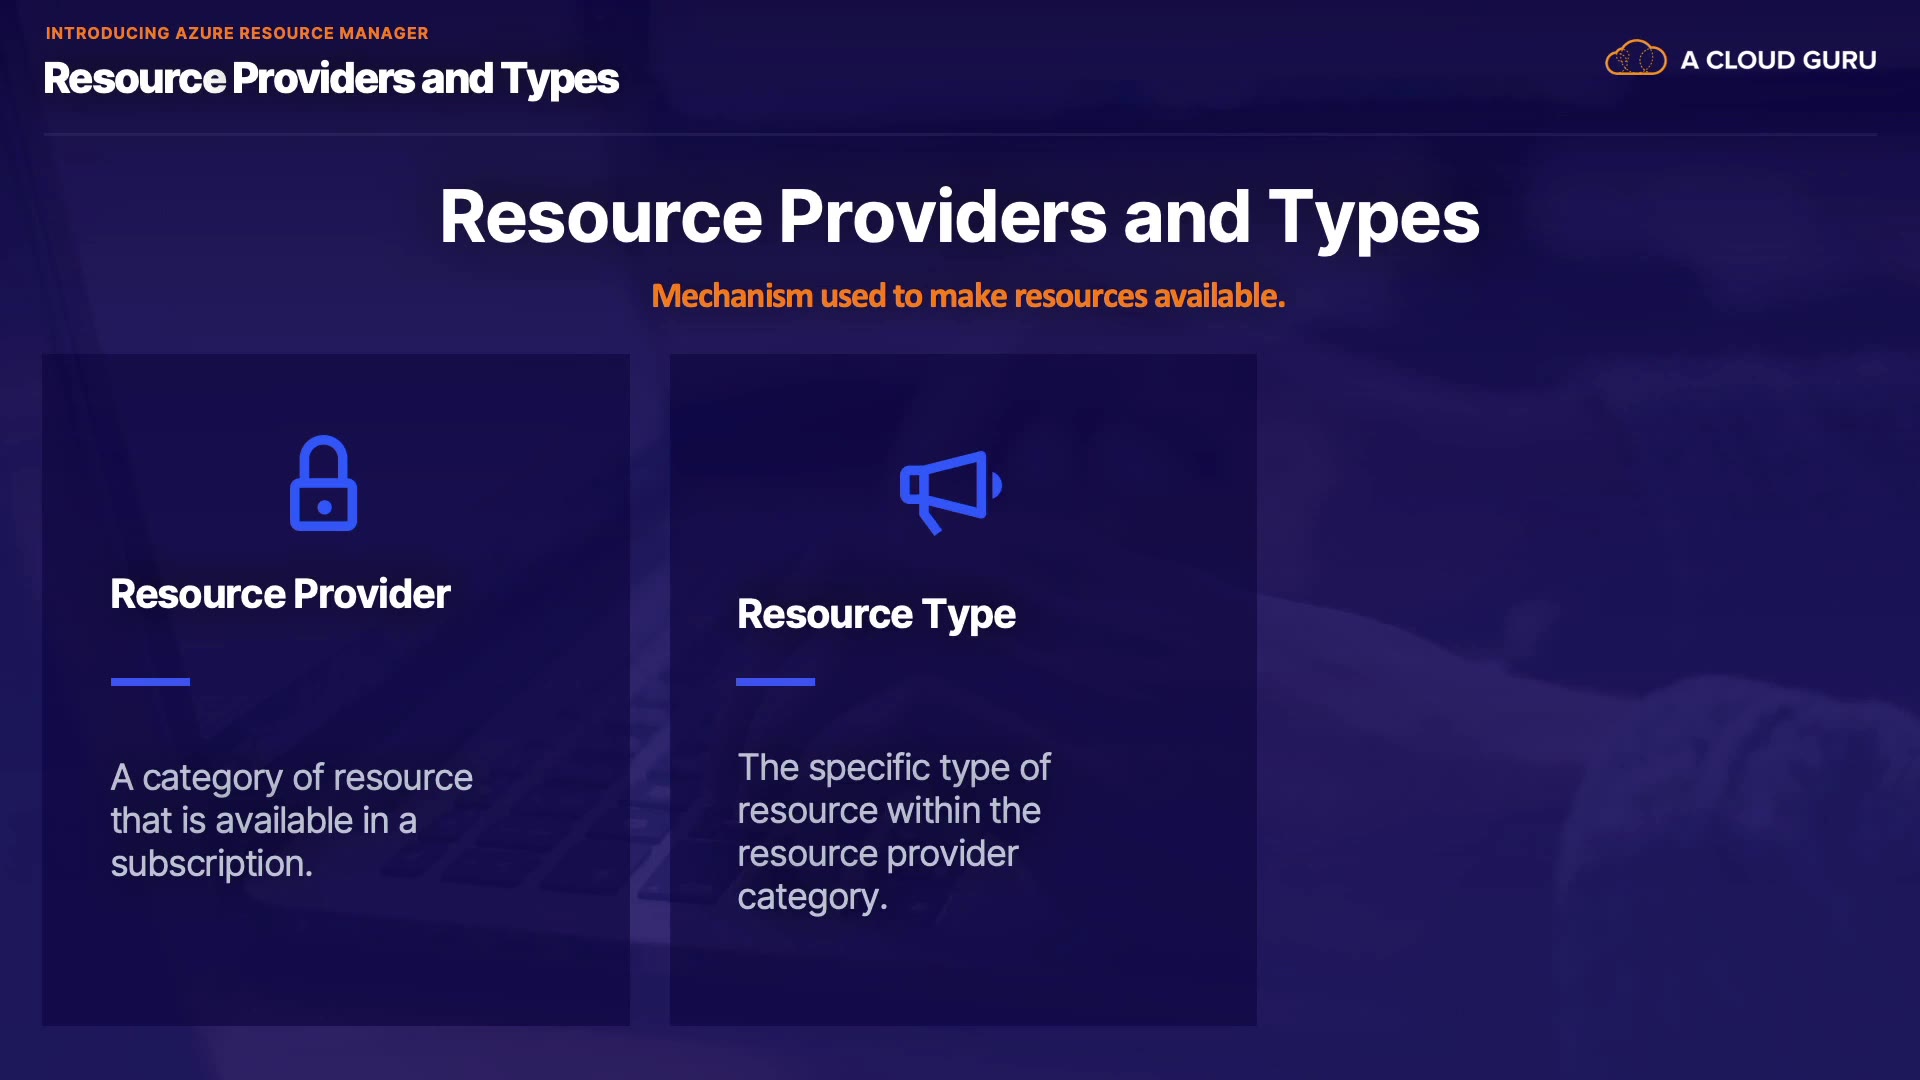 INTRODUCING AZURE RESOURCE MANAGER
Resource Providers and Types
A CLOUD GURU
Resource Providers and Types
Mechanism used to make resources available.
Resource Provider
A category of resource
that is available in a
subscription.
Resource Type
The specific type of
resource within the
resource provider
category.